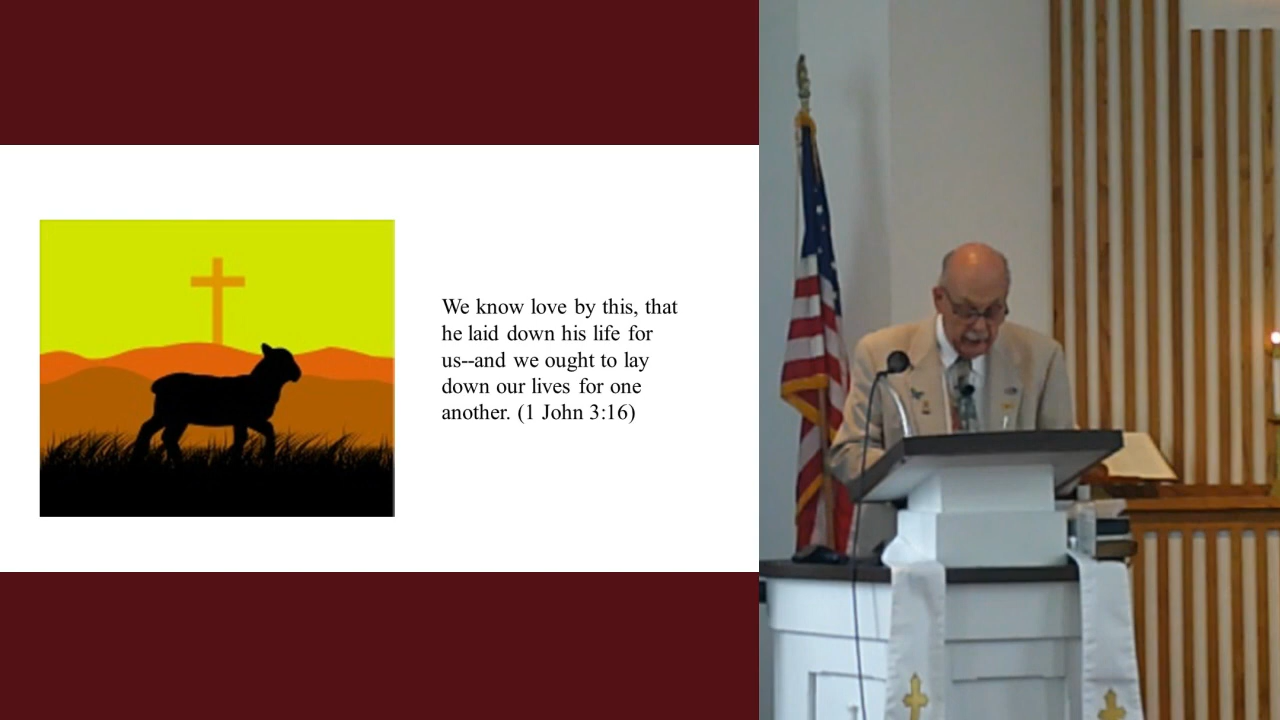 We know love by this, that
he laid down his life for
us--and we ought to lay
down our lives for one
another. (1 John 3:16)